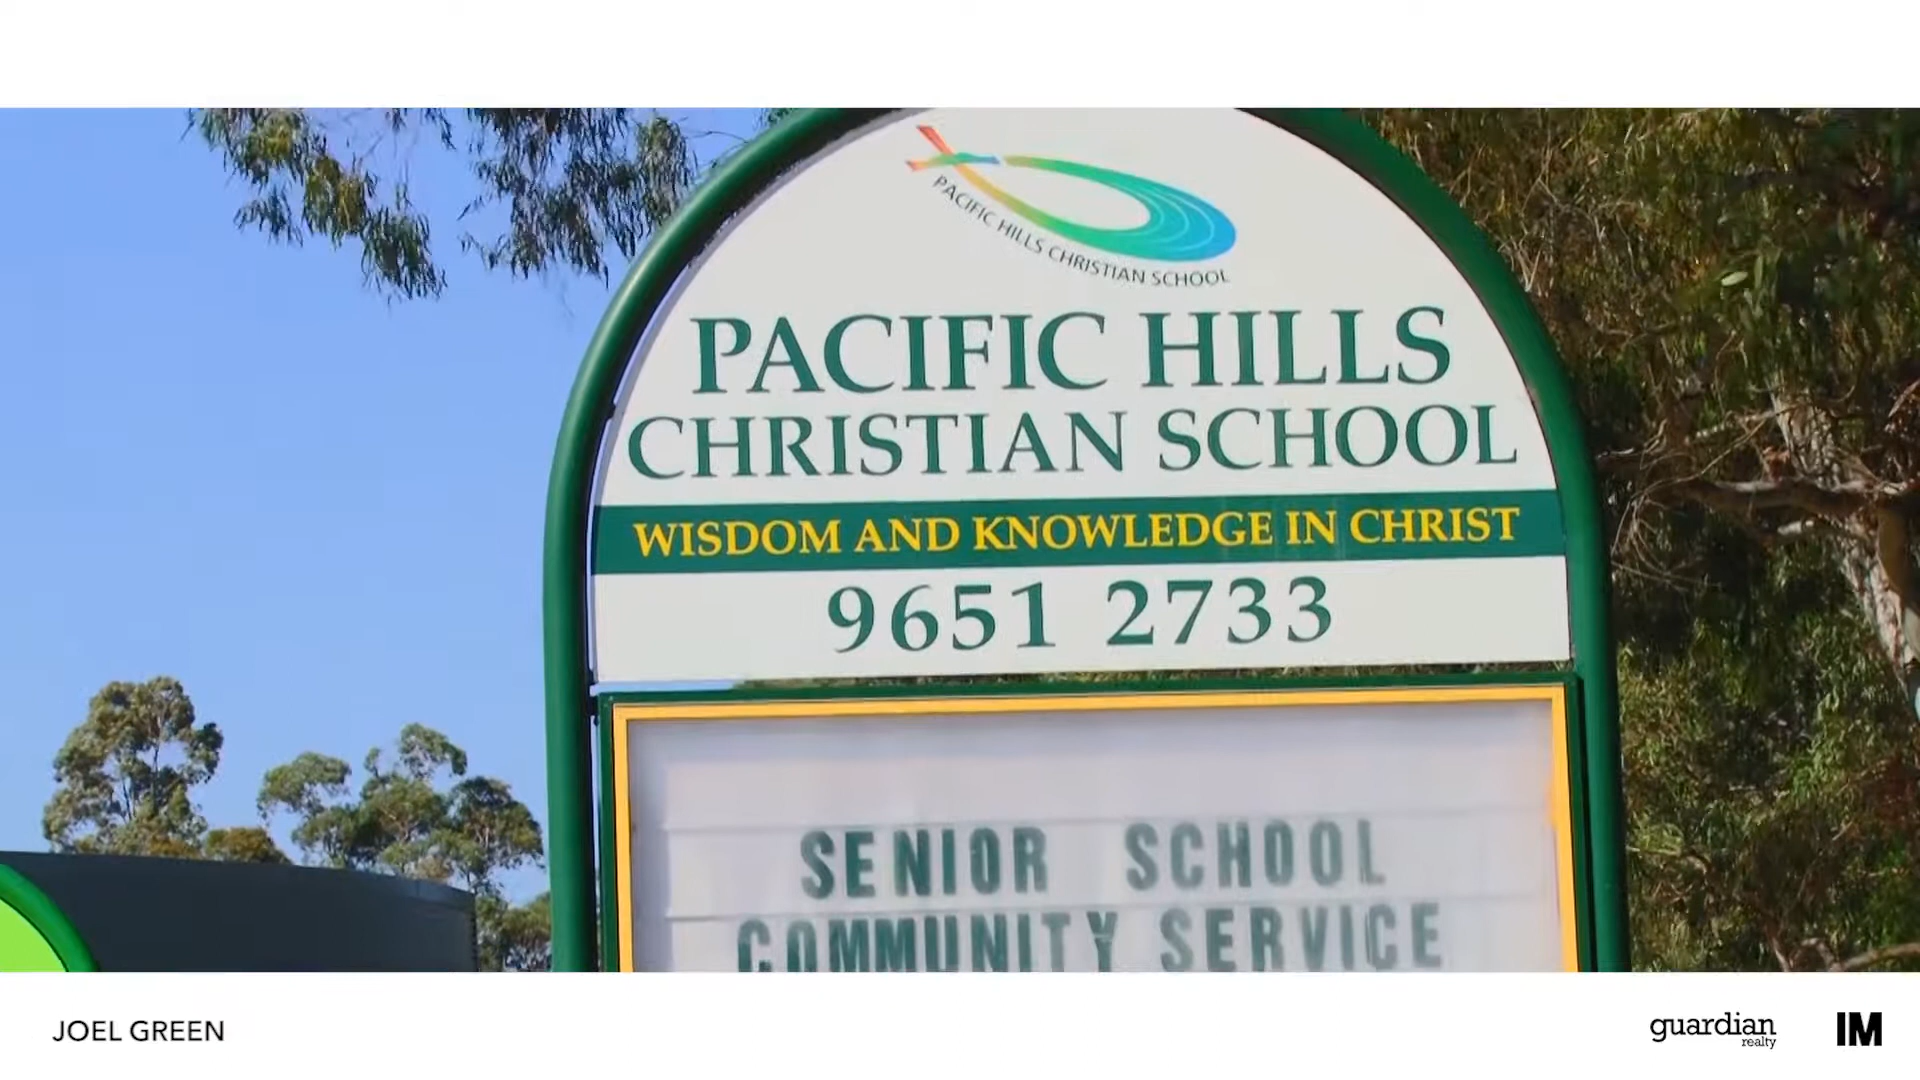 PACIFIC HILLS CHRISTIAN SCHOOL
PACIFIC HILLS
CHRISTIAN SCHOOL
WISDOM AND KNOWLEDGE IN CHRIST
9651 2733
SENIOR SCHOOL
COMMUNITY SERVICE
JOEL GREEN
guardian
realty
IM